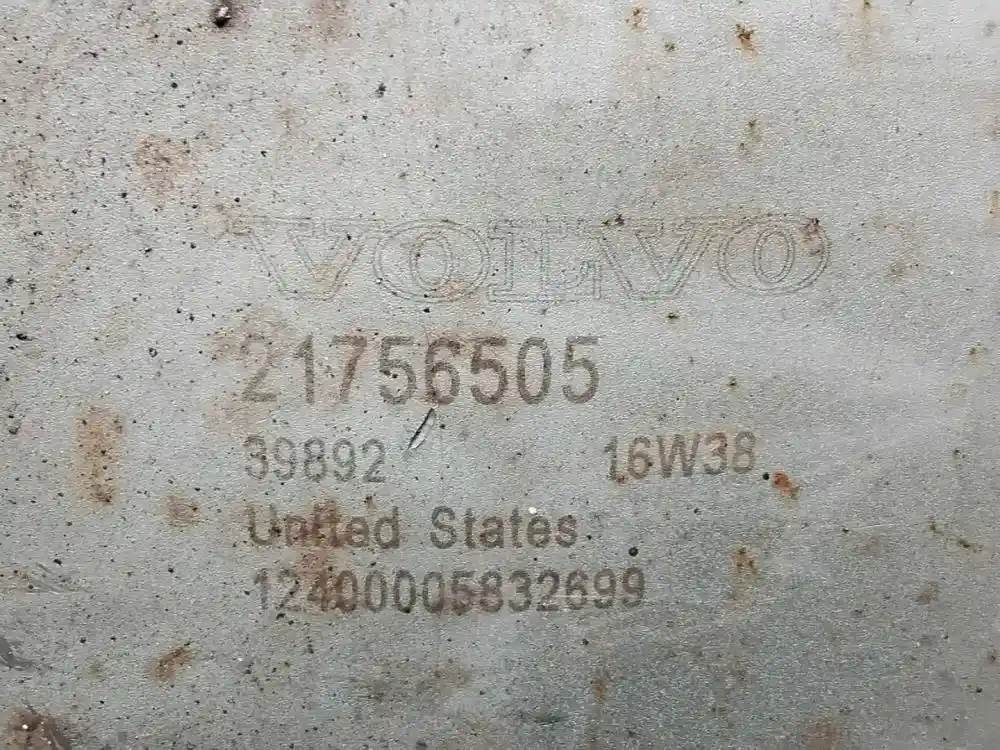 VOLVO
21756505
39892 16W38
United States
12400005832699